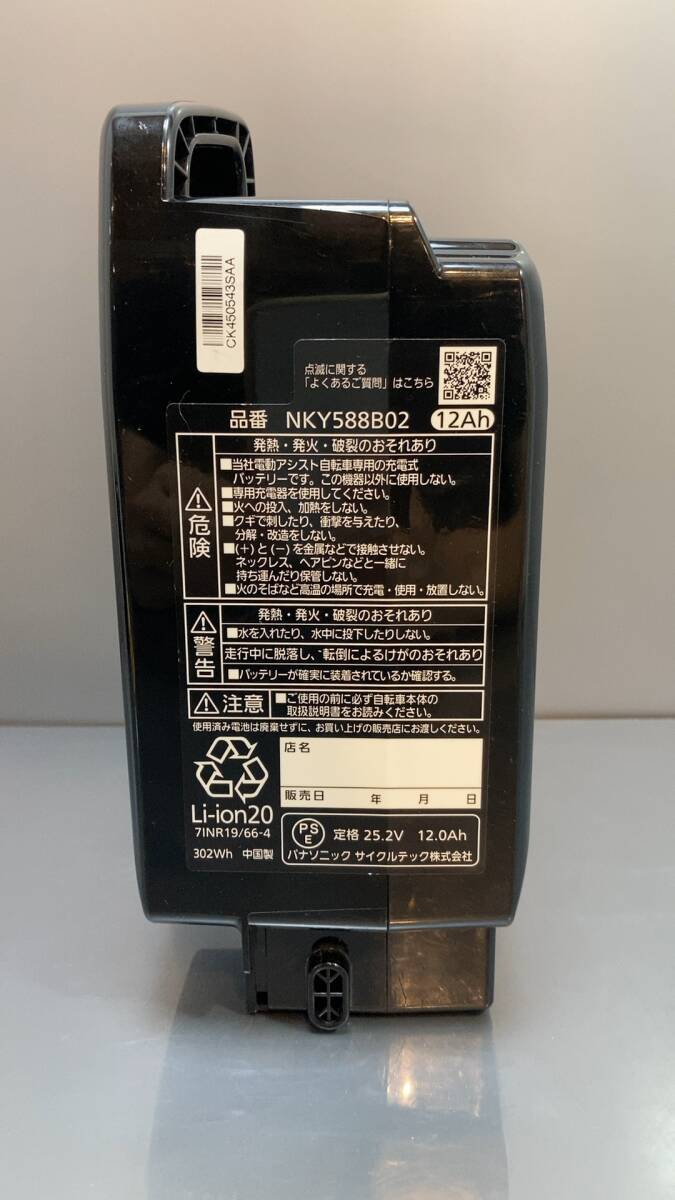 CK450543SAA
点滅に関する
「よくあるご質問」はこちら
品番 NKY588B02 12Ah
発熱・発火・破裂のおそれあり
危険
■当社電動アシスト自転車専用の充電式
バッテリーです。この機器以外に使用しない。
■専用充電器を使用してください。
■火への投入、加熱をしない。
■クギで刺したり、衝撃を与えたり、
分解・改造をしない。
■(+)と(−)を金属などで接触させない。
ネックレス、ヘアピンなどと一緒に
持ち運んだり保管しない。
■火のそばなど高温の場所で充電・使用・放置しない。
警告
発熱・発火・破裂のおそれあり
■水を入れたり、水中に投下したりしない。
走行中に脱落し、転倒によるけがのおそれあり
■バッテリーが確実に装着されているか確認する。
注意
■ご使用の前に必ず自転車本体の
取扱説明書をお読みください。
使用済み電池は廃棄せずに、お買い上げの販売店にお渡しください。
店名
販売日 年 月 日
Li-ion20
7INR19/66-4
302Wh 中国製
PSE 定格 25.2V 12.0Ah
パナソニック サイクルテック株式会社